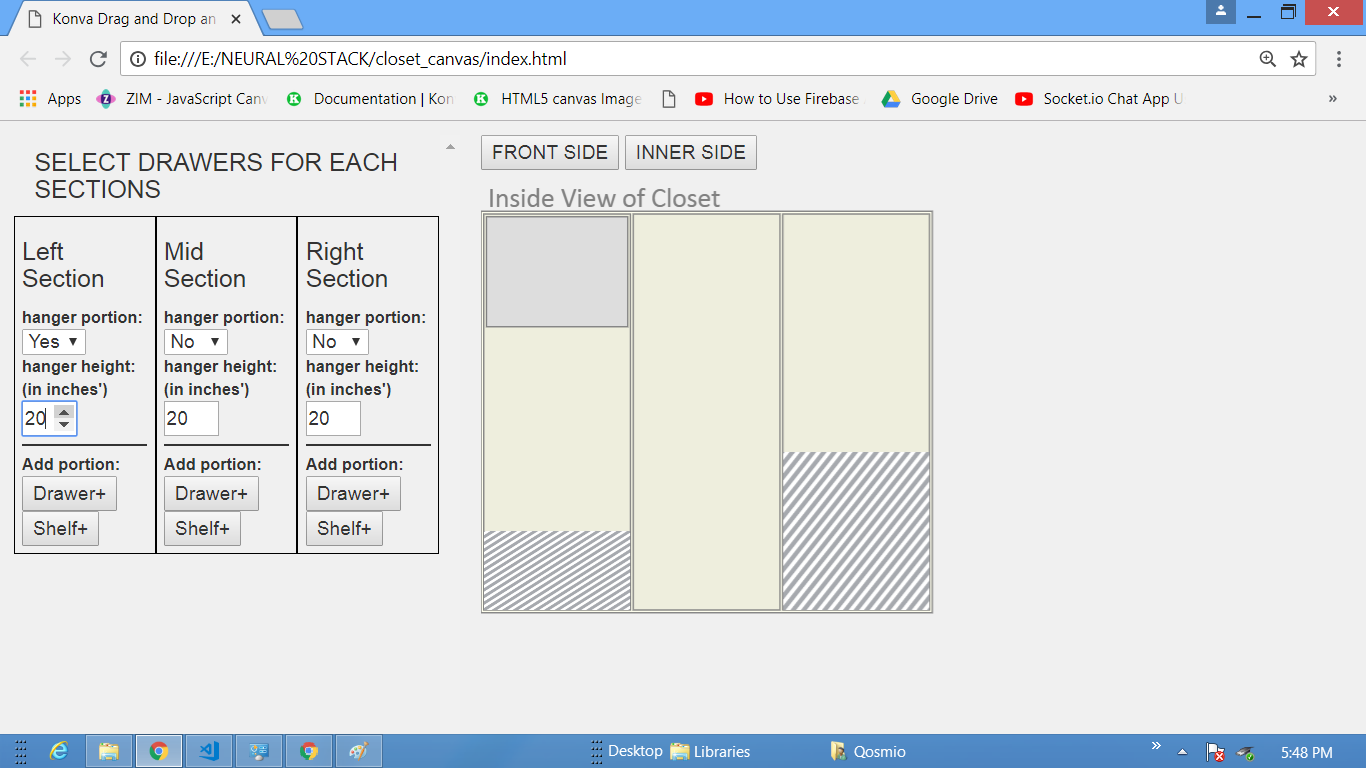 Konva Drag and Drop an
file:///E:/NEURAL%20STACK/closet_canvas/index.html
Apps ZIM - JavaScript Canv Documentation | Kon HTML5 canvas Image How to Use Firebase Google Drive Socket.io Chat App U »
SELECT DRAWERS FOR EACH
SECTIONS
Left
Section
hanger portion:
Yes
hanger height:
(in inches')
20
Add portion:
Drawer+
Shelf+
Mid
Section
hanger portion:
No
hanger height:
(in inches')
20
Add portion:
Drawer+
Shelf+
Right
Section
hanger portion:
No
hanger height:
(in inches')
20
Add portion:
Drawer+
Shelf+
FRONT SIDE INNER SIDE
Inside View of Closet
Desktop Libraries Qosmio » 5:48 PM